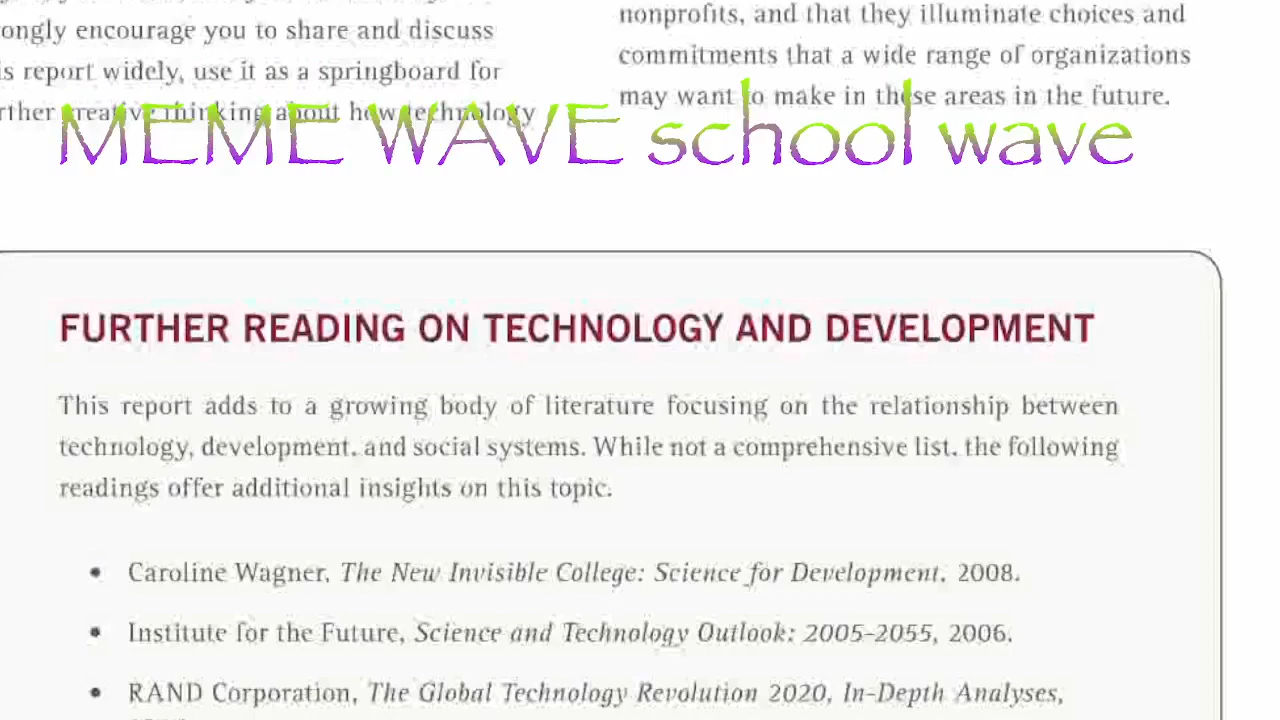 ongly encourage you to share and discuss
s report widely, use it as a springboard for
rther creative thinking about how technology
nonprofits, and that they illuminate choices and
commitments that a wide range of organizations
may want to make in these areas in the future.
MEME WAVE school wave
FURTHER READING ON TECHNOLOGY AND DEVELOPMENT
This report adds to a growing body of literature focusing on the relationship between
technology, development, and social systems. While not a comprehensive list, the following
readings offer additional insights on this topic.
• Caroline Wagner, The New Invisible College: Science for Development, 2008.
• Institute for the Future, Science and Technology Outlook: 2005–2055, 2006.
• RAND Corporation, The Global Technology Revolution 2020, In-Depth Analyses,